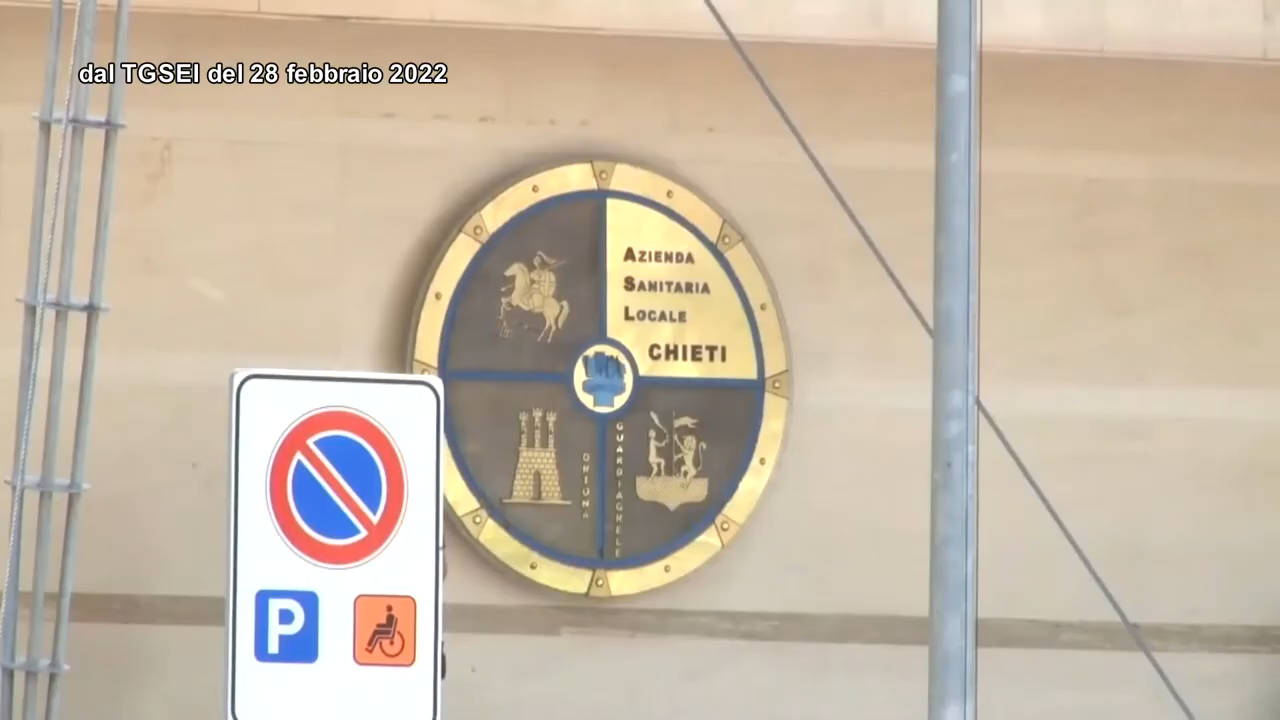 dal TGSEI del 28 febbraio 2022
AZIENDA
SANITARIA
LOCALE
CHIETI
ORTONA
GUARDIAGRELE
P